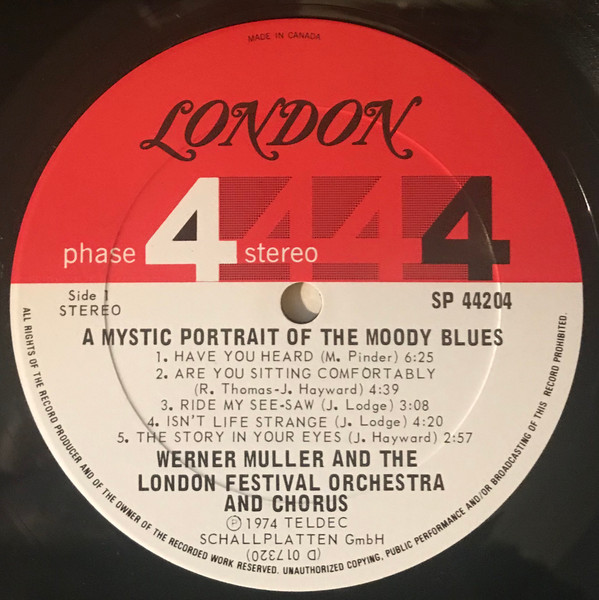 MADE IN CANADA
LONDON
phase 4 stereo 4 4 4
Side 1
STEREO
SP 44204
A MYSTIC PORTRAIT OF THE MOODY BLUES
1. HAVE YOU HEARD (M. Pinder) 6:25
2. ARE YOU SITTING COMFORTABLY
(R. Thomas-J. Hayward) 4:39
3. RIDE MY SEE-SAW (J. Lodge) 3:08
4. ISN'T LIFE STRANGE (J. Lodge) 4:20
5. THE STORY IN YOUR EYES (J. Hayward) 2:57
WERNER MULLER AND THE
LONDON FESTIVAL ORCHESTRA
AND CHORUS
Ⓟ 1974 TELDEC
SCHALLPLATTEN GmbH
(D 017320)
ALL RIGHTS OF THE RECORD PRODUCER AND OF THE OWNER OF THE RECORDED WORK RESERVED. UNAUTHORIZED COPYING, PUBLIC PERFORMANCE AND/OR BROADCASTING OF THIS RECORD PROHIBITED.